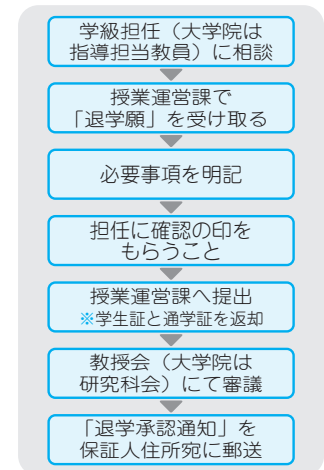 学級担任（大学院は
指導担当教員）に相談
授業運営課で
「退学願」を受け取る
必要事項を明記
担任に確認の印を
もらうこと
授業運営課へ提出
※学生証と通学証を返却
教授会（大学院は
研究科会）にて審議
「退学承認通知」を
保証人住所宛に郵送